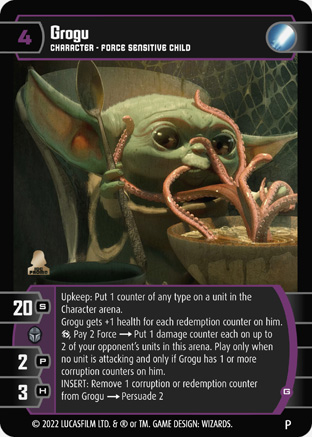 4
Grogu
CHARACTER - FORCE SENSITIVE CHILD
20 S
2 P
3 H
Upkeep: Put 1 counter of any type on a unit in the
Character arena.
Grogu gets +1 health for each redemption counter on him.
, Pay 2 Force → Put 1 damage counter each on up to
2 of your opponent's units in this arena. Play only when
no unit is attacking and only if Grogu has 1 or more
corruption counters on him.
INSERT: Remove 1 corruption or redemption counter
from Grogu → Persuade 2
G
© 2022 LUCASFILM LTD. & ® or TM. GAME DESIGN: WIZARDS.
P